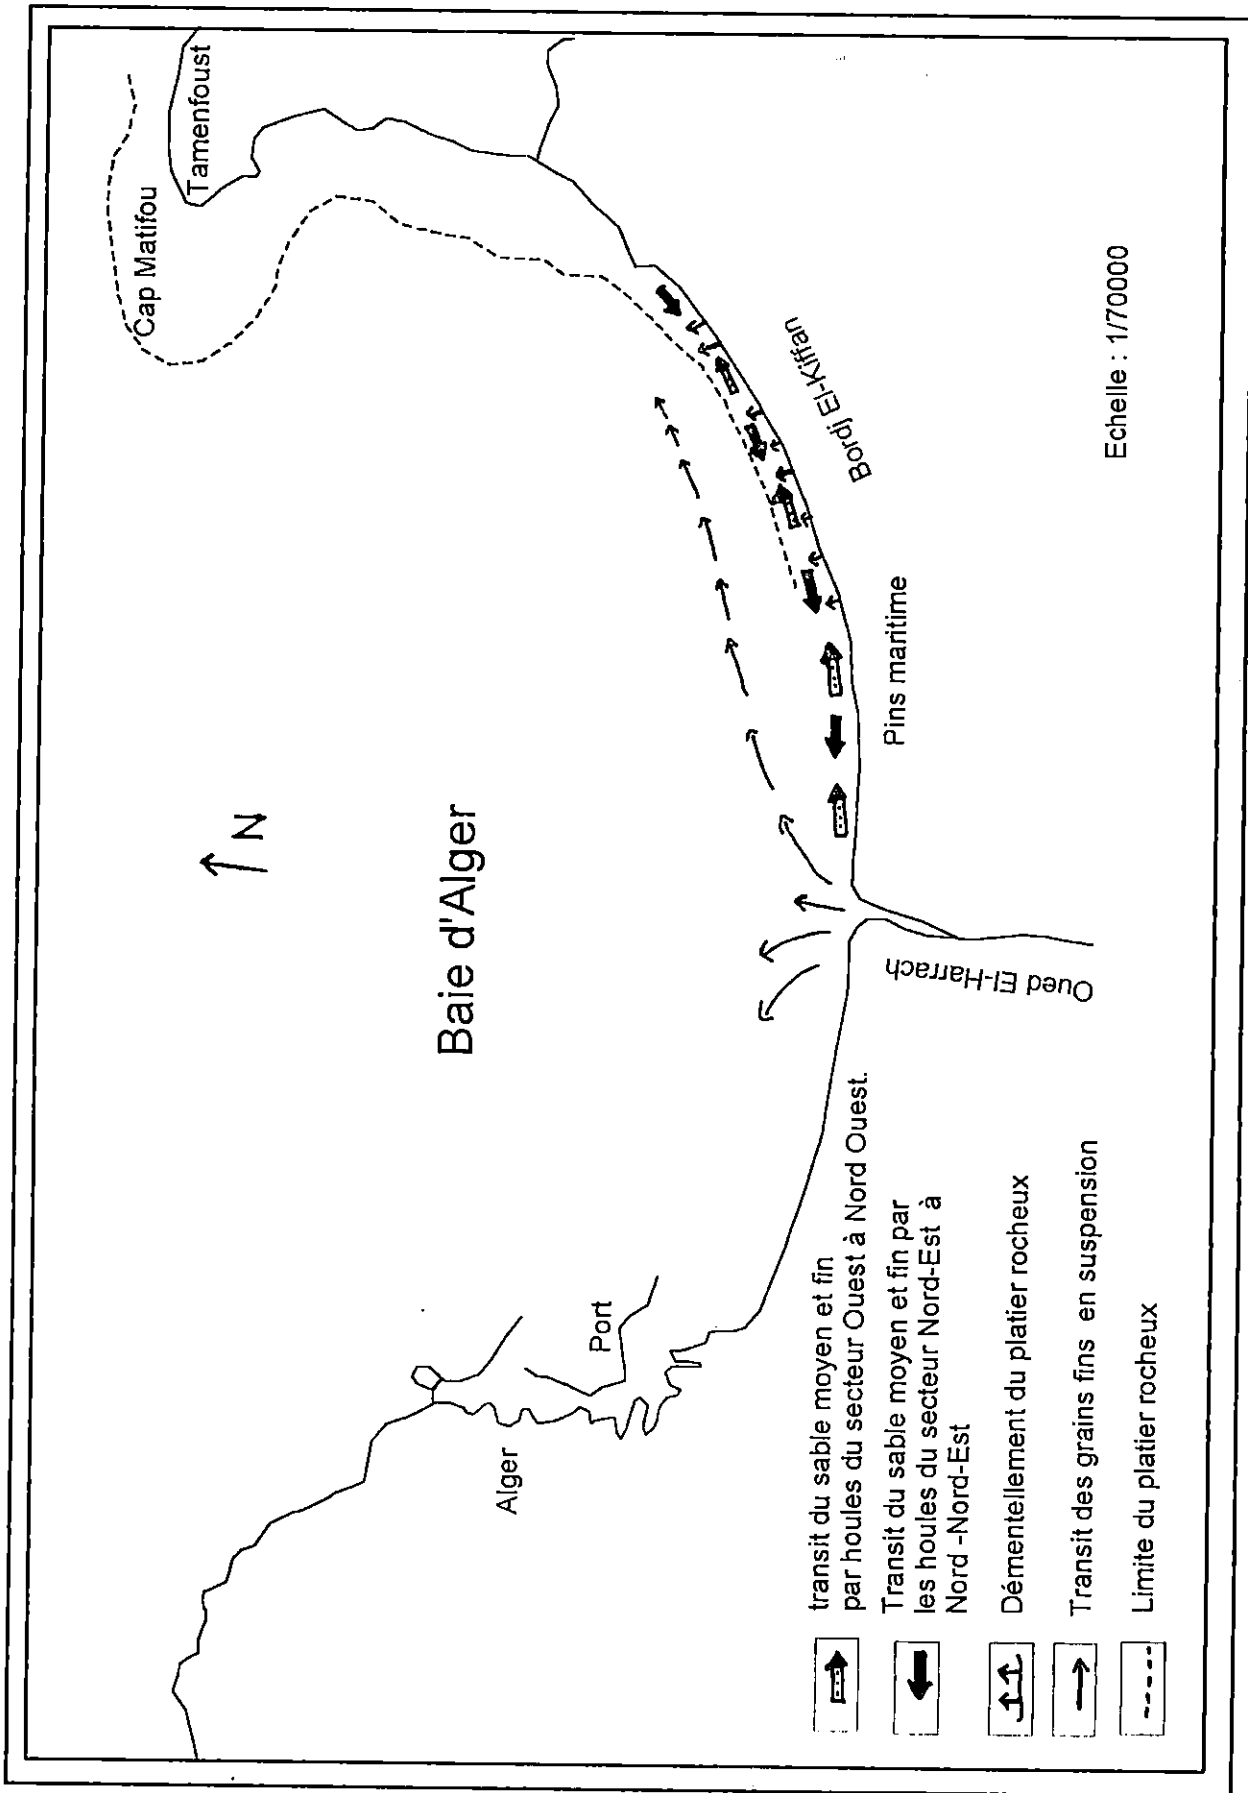 Cap Matifou
Tamenfoust
N
Baie d'Alger
Alger
Port
Bordj El-Kiffan
Pins maritime
Oued El-Harrach
Echelle : 1/70000
transit du sable moyen et fin
par houles du secteur Ouest à Nord Ouest.
Transit du sable moyen et fin par
les houles du secteur Nord-Est à
Nord -Nord-Est
Démentellement du platier rocheux
Transit des grains fins en suspension
Limite du platier rocheux